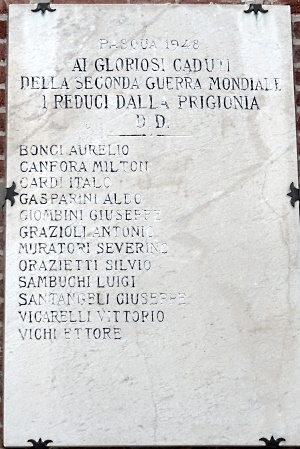 PASQUA 1948
AI GLORIOSI CADUTI
DELLA SECONDA GUERRA MONDIALE
I REDUCI DALLA PRIGIONIA
D. D.
BONCI AURELIO
CANFORA MILTON
CARDI ITALO
GASPARINI ALDO
GIOMBINI GIUSEPPE
GRAZIOLI ANTONIO
MURATORI SEVERINO
ORAZIETTI SILVIO
SAMBUCHI LUIGI
SANTANGELI GIUSEPPE
VICARELLI VITTORIO
VICHI ETTORE